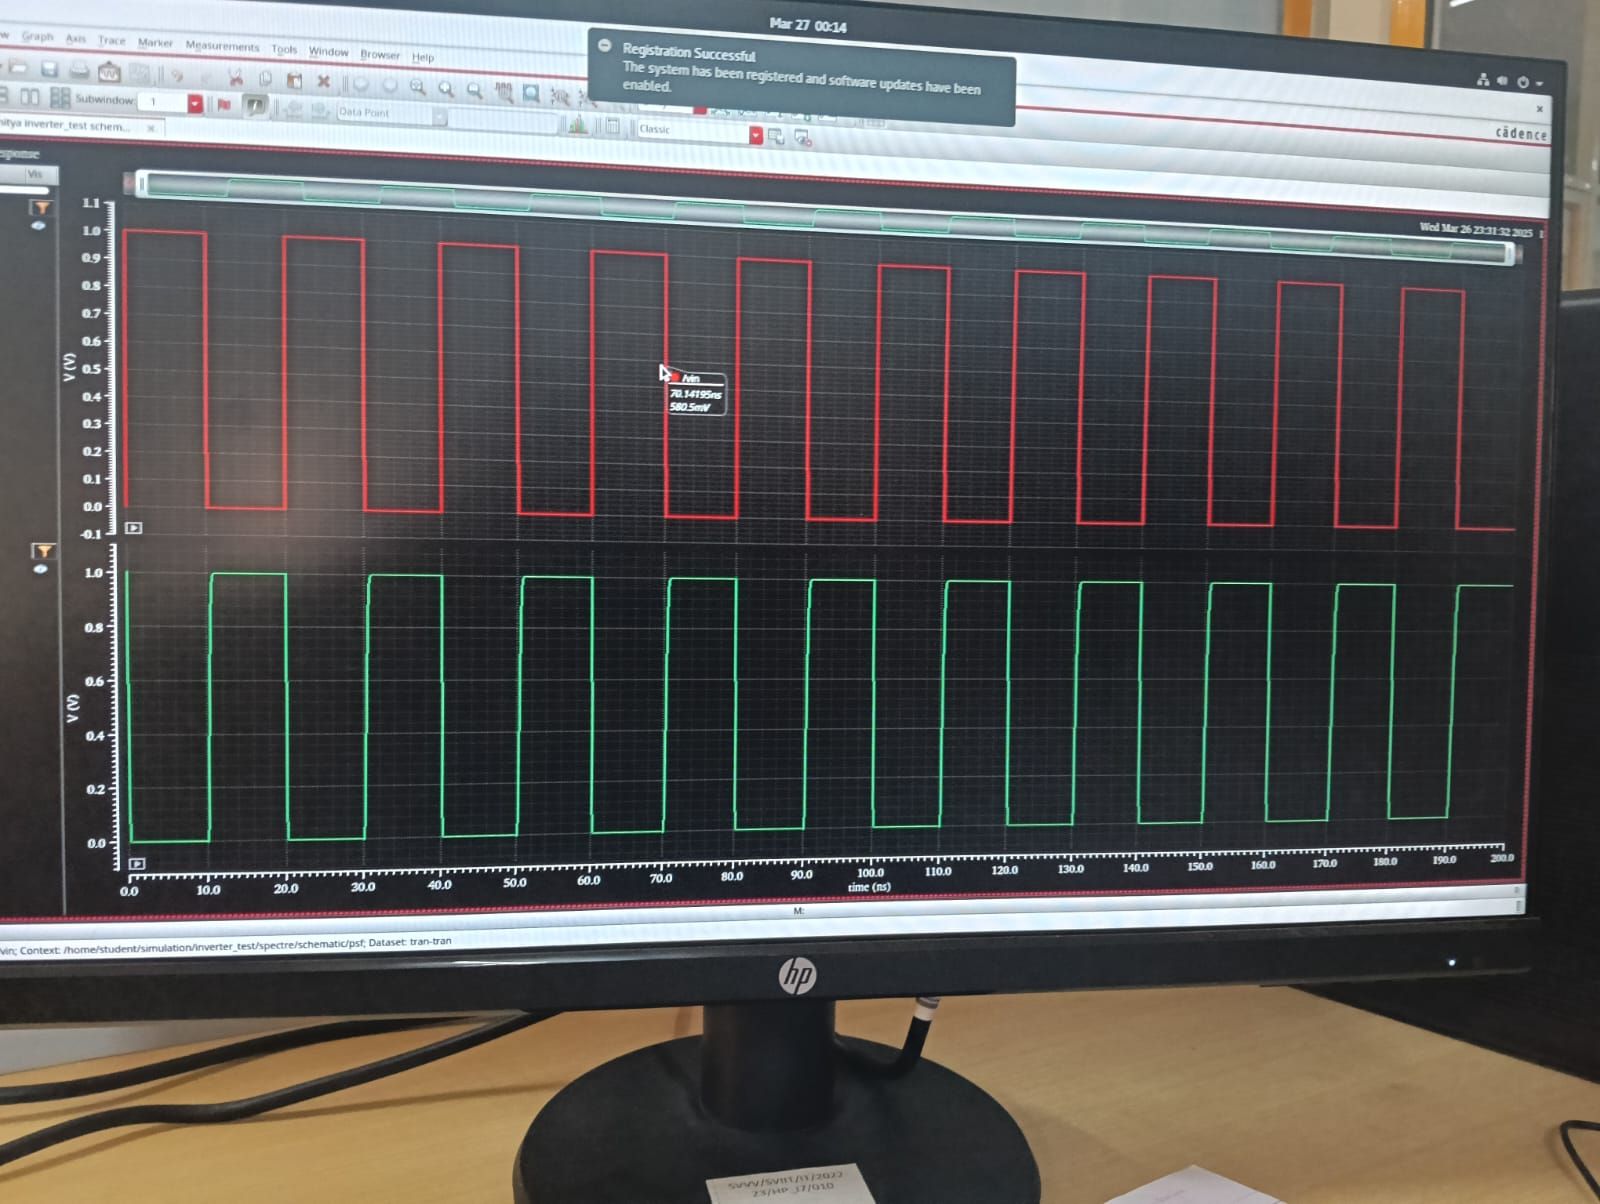 Mar 27 00:14
Graph Axis Trace Marker Measurements Tools Window Browser Help
Registration Successful
The system has been registered and software updates have been
enabled.
Subwindow: 1
Data Point
Classic
cādence
inverter_test schem...
Vis
Wed Mar 26 23:31:32 2025 1
1.1
1.0
0.9
0.8
0.7
0.6
0.5
0.4
0.3
0.2
0.1
0.0
-0.1
V (V)
/vin
70.14195ns
580.5mV
1.0
0.8
0.6
0.4
0.2
0.0
V (V)
0.0 10.0 20.0 30.0 40.0 50.0 60.0 70.0 80.0 90.0 100.0 110.0 120.0 130.0 140.0 150.0 160.0 170.0 180.0 190.0 200.0
time (ns)
M:
vin; Context: /home/student/simulation/inverter_test/spectre/schematic/psf; Dataset: tran-tran
hp